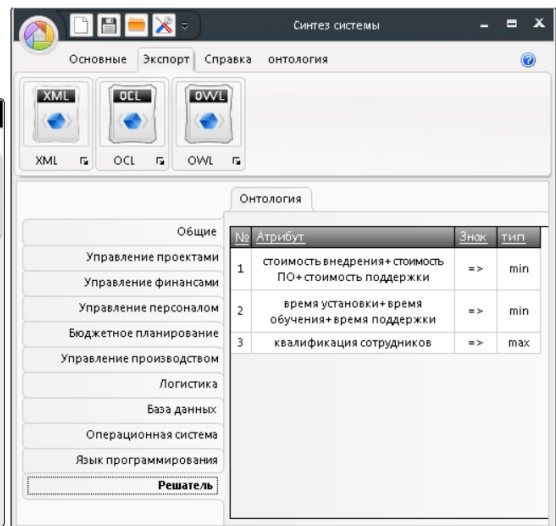 Синтез системы
Основные Экспорт Справка онтология
XML OCL OWL
XML OCL OWL
Онтология
Общие
Управление проектами
Управление финансами
Управление персоналом
Бюджетное планирование
Управление производством
Логистика
База данных
Операционная система
Язык программирования
Решатель
№ Атрибут Знак тип
1 стоимость внедрения+стоимость ПО+стоимость поддержки => min
2 время установки+время обучения+время поддержки => min
3 квалификация сотрудников => max